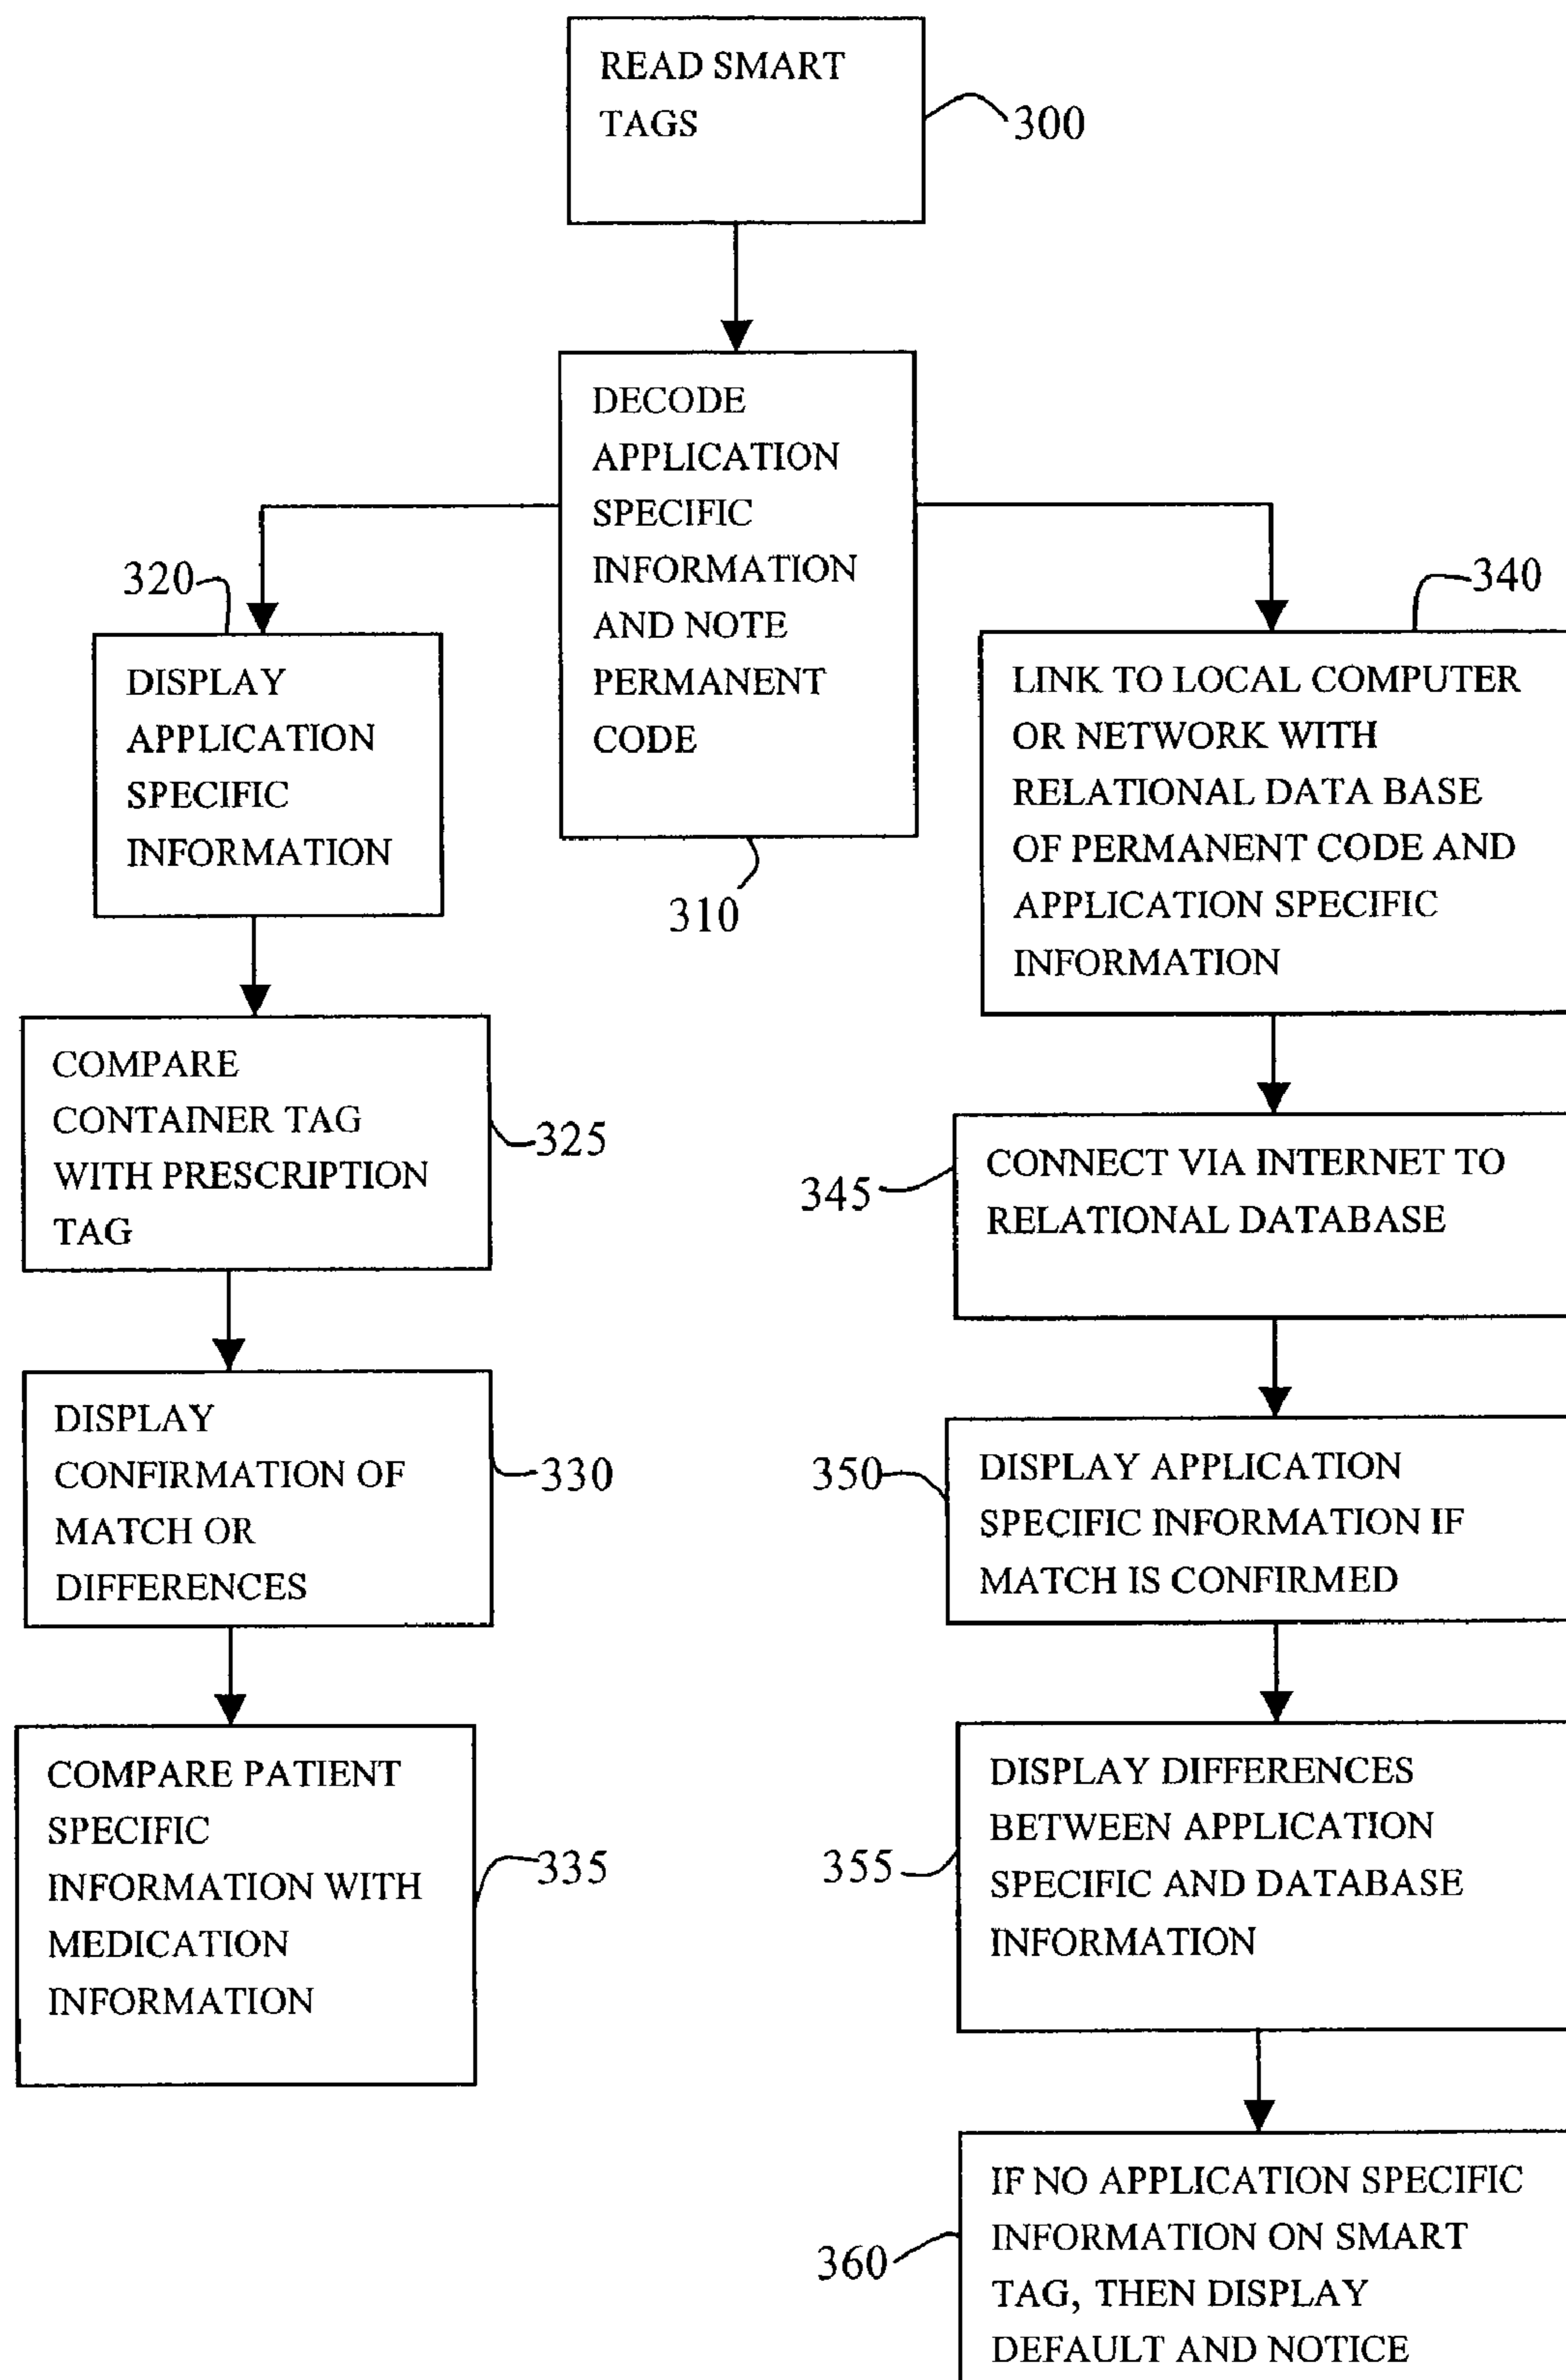 READ SMART
TAGS
300
DECODE
APPLICATION
SPECIFIC
INFORMATION
AND NOTE
PERMANENT
CODE
310
320
DISPLAY
APPLICATION
SPECIFIC
INFORMATION
COMPARE
CONTAINER TAG
WITH PRESCRIPTION
TAG
325
DISPLAY
CONFIRMATION OF
MATCH OR
DIFFERENCES
330
COMPARE PATIENT
SPECIFIC
INFORMATION WITH
MEDICATION
INFORMATION
335
340
LINK TO LOCAL COMPUTER
OR NETWORK WITH
RELATIONAL DATA BASE
OF PERMANENT CODE AND
APPLICATION SPECIFIC
INFORMATION
345
CONNECT VIA INTERNET TO
RELATIONAL DATABASE
350
DISPLAY APPLICATION
SPECIFIC INFORMATION IF
MATCH IS CONFIRMED
355
DISPLAY DIFFERENCES
BETWEEN APPLICATION
SPECIFIC AND DATABASE
INFORMATION
360
IF NO APPLICATION SPECIFIC
INFORMATION ON SMART
TAG, THEN DISPLAY
DEFAULT AND NOTICE